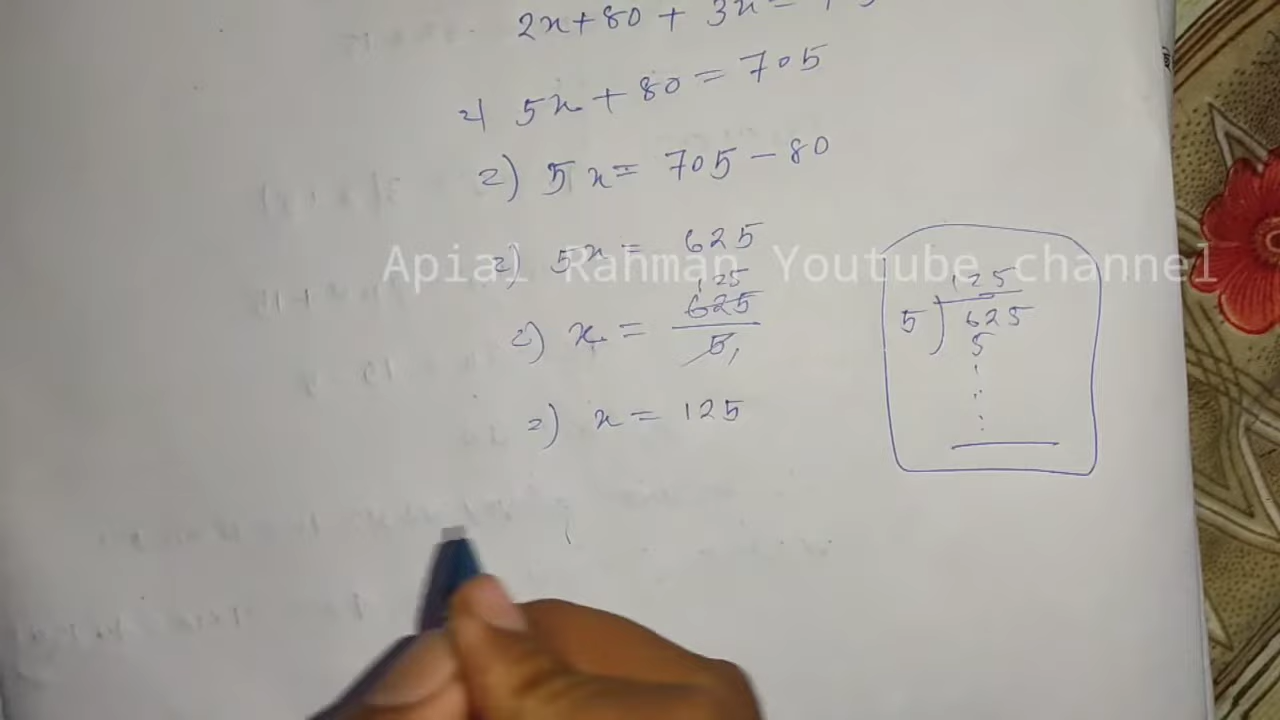 2x+80 + 3x =
=) 5x + 80 = 705
=) 5x = 705 - 80
=) 5x = 625
=) x = 625/5 125 1
=) x = 125
Apial Rahman Youtube channel
125
5 ) 625
5